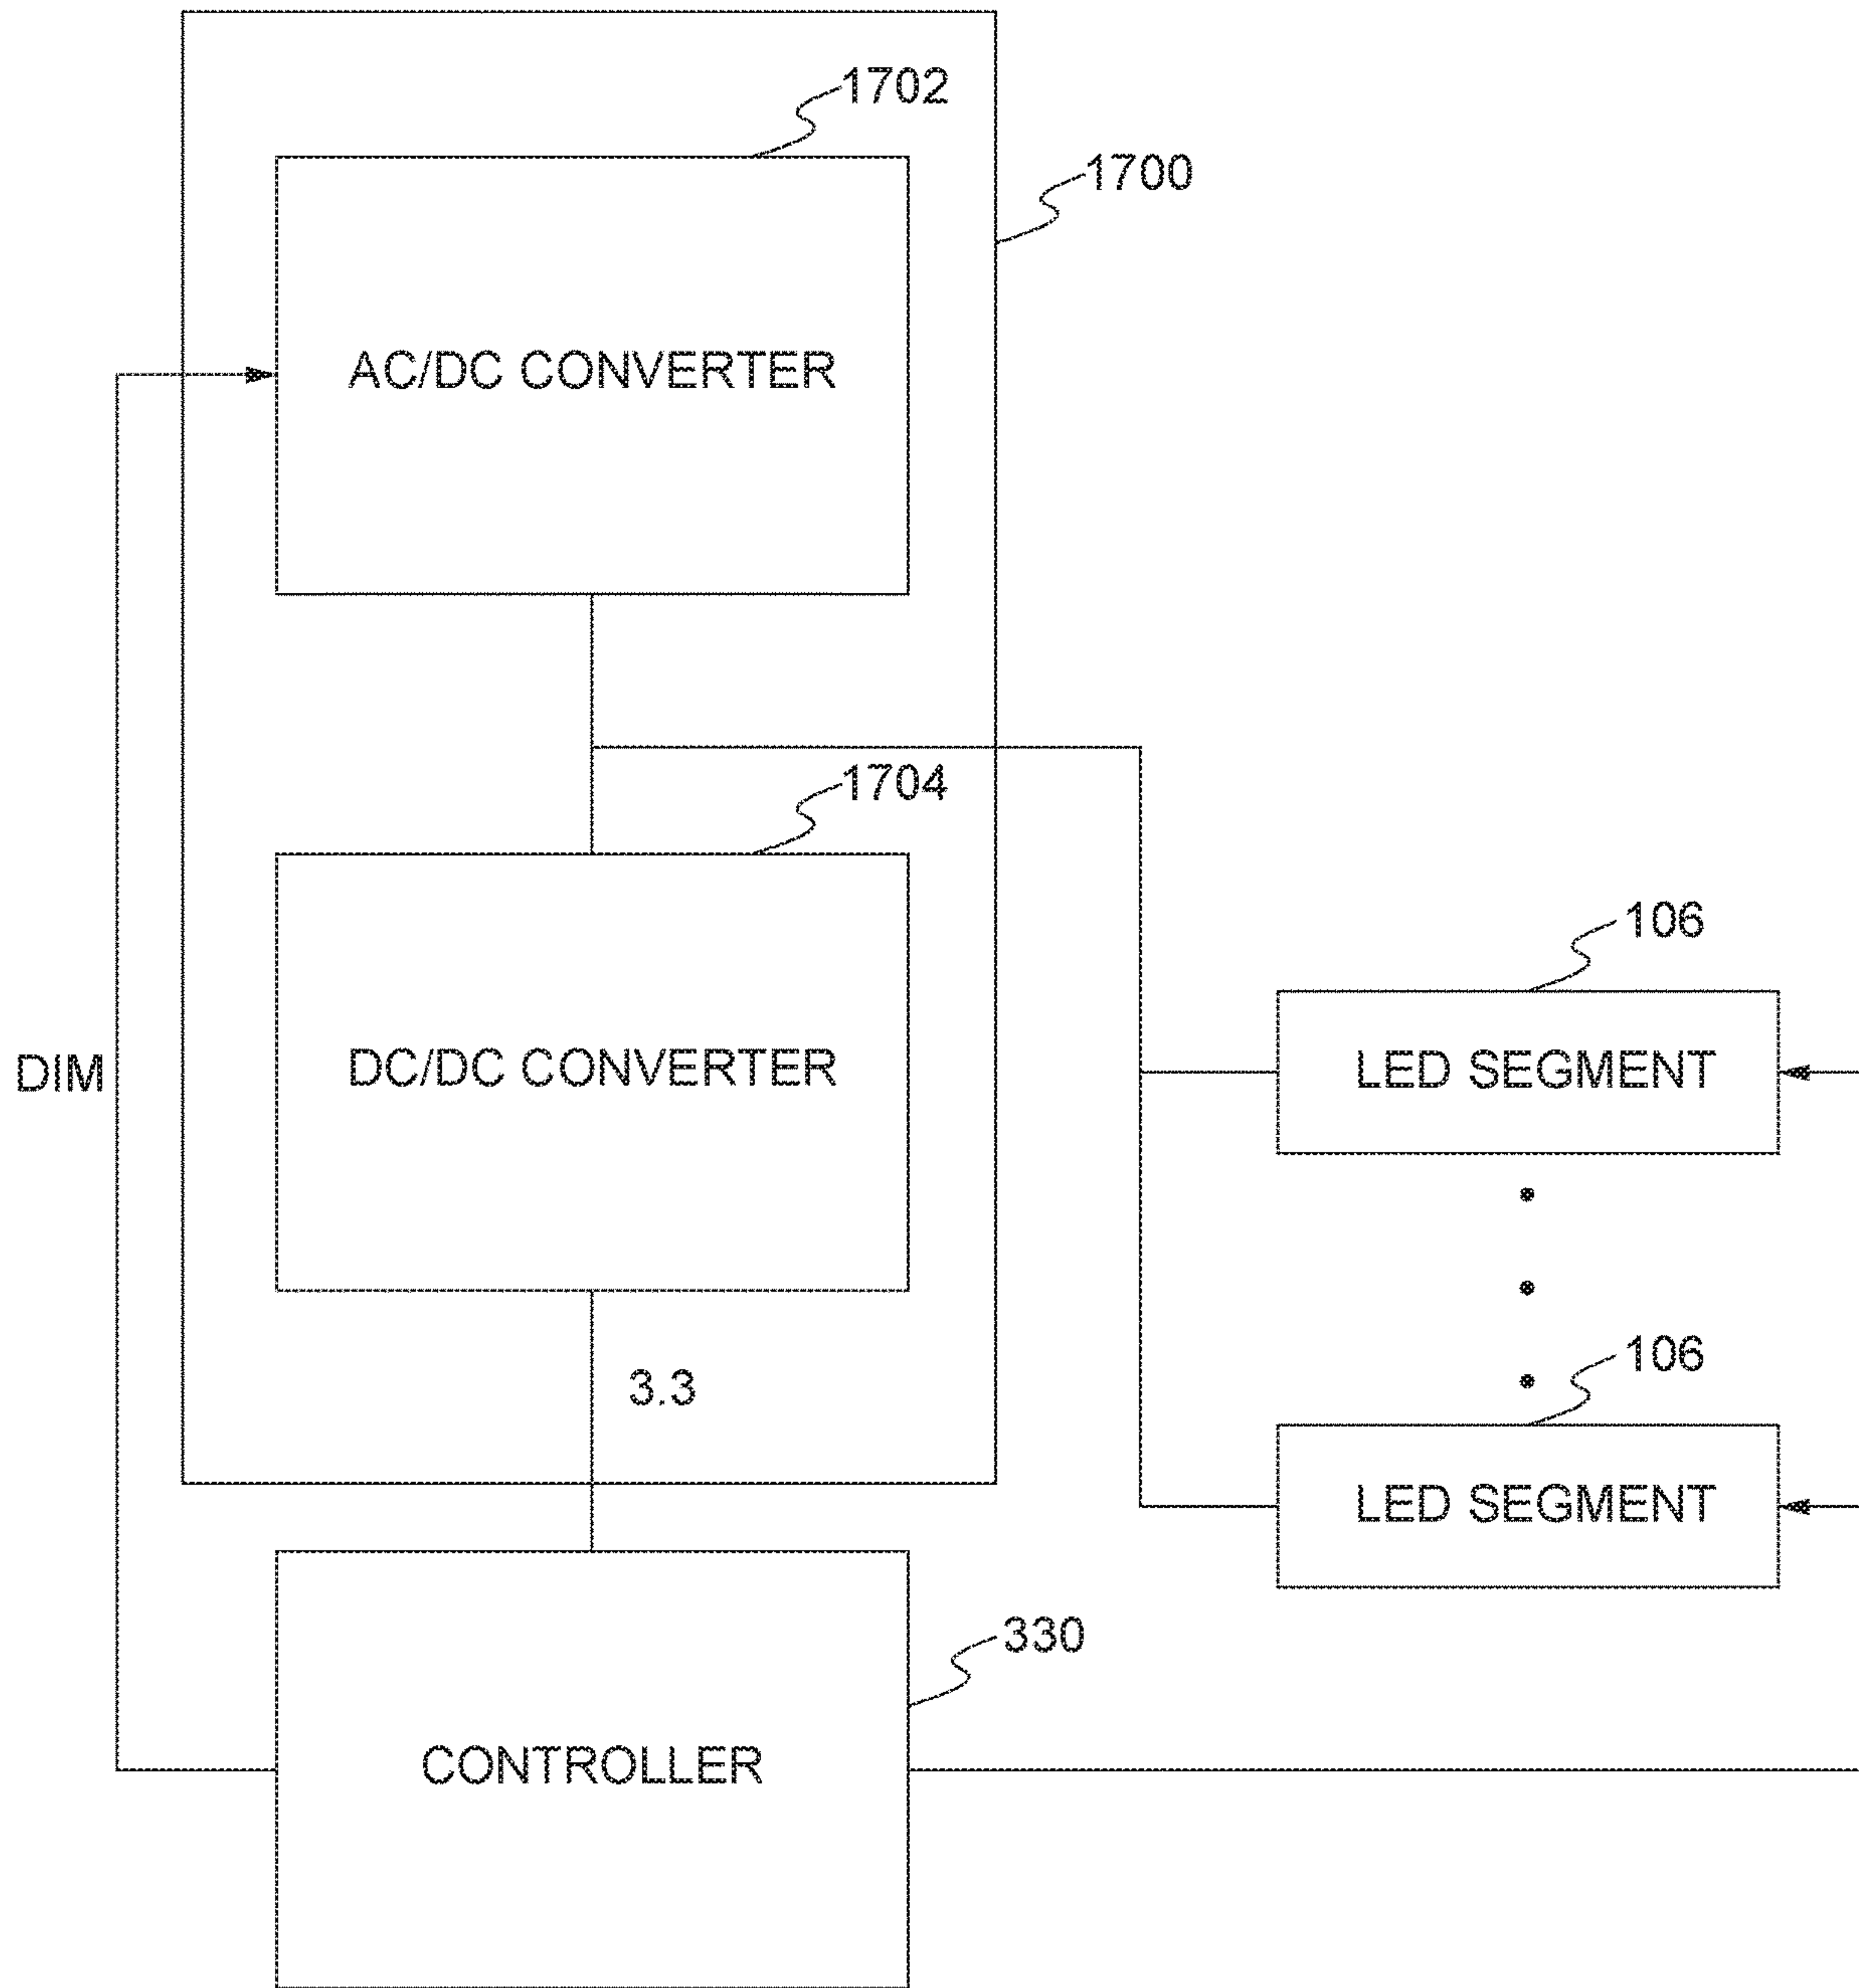 1702
1700
AC/DC CONVERTER
1704
DC/DC CONVERTER
106
DIM
LED SEGMENT
3.3
106
LED SEGMENT
330
CONTROLLER